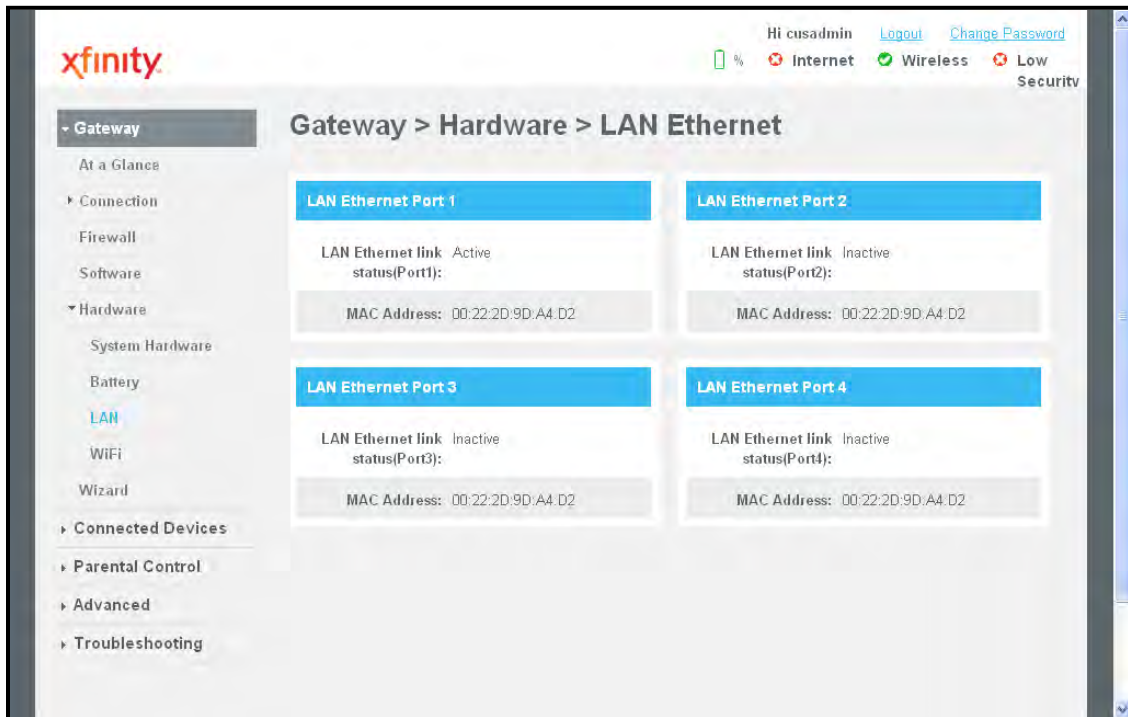 Hi cusadmin Logout Change Password
xfinity
% Internet Wireless Low
Security
Gateway
Gateway > Hardware > LAN Ethernet
At a Glance
Connection
Firewall
Software
Hardware
System Hardware
Battery
LAN
WiFi
Wizard
Connected Devices
Parental Control
Advanced
Troubleshooting
LAN Ethernet Port 1
LAN Ethernet link Active
status(Port1):
MAC Address: 00:22:2D:9D:A4:D2
LAN Ethernet Port 2
LAN Ethernet link Inactive
status(Port2):
MAC Address: 00:22:2D:9D:A4:D2
LAN Ethernet Port 3
LAN Ethernet link Inactive
status(Port3):
MAC Address: 00:22:2D:9D:A4:D2
LAN Ethernet Port 4
LAN Ethernet link Inactive
status(Port4):
MAC Address: 00:22:2D:9D:A4:D2